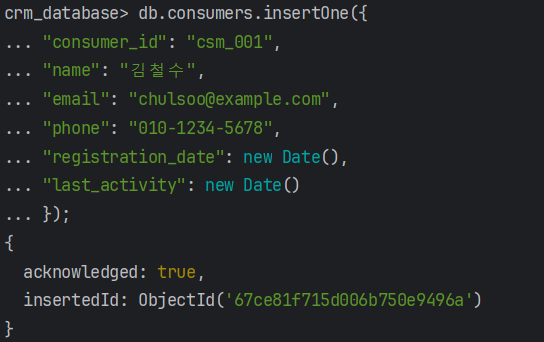 crm_database> db.consumers.insertOne({
... "consumer_id": "csm_001",
... "name": "김철수",
... "email": "chulsoo@example.com",
... "phone": "010-1234-5678",
... "registration_date": new Date(),
... "last_activity": new Date()
... });
{
  acknowledged: true,
  insertedId: ObjectId('67ce81f715d006b750e9496a')
}